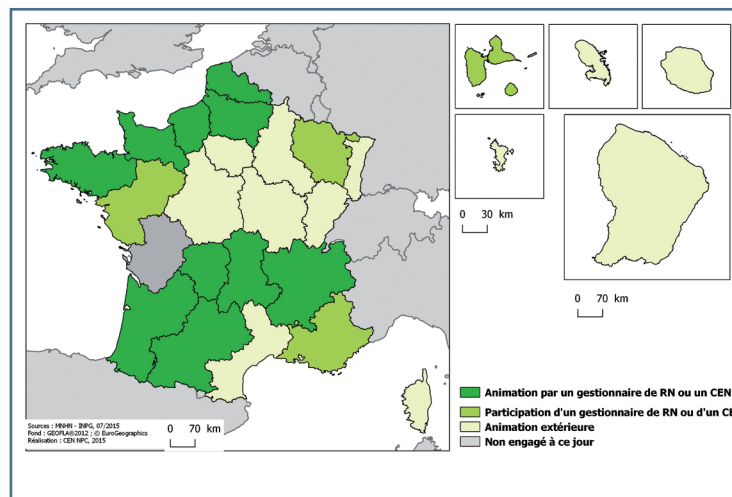 0 30 km
0 70 km
Animation par un gestionnaire de RN ou un CEN
Participation d'un gestionnaire de RN ou d'un CE
Animation extérieure
Non engagé à ce jour
Sources : MNHN - INPG, 07/2015
Fond : GEOFLA®2012 ; © EuroGeographics
Réalisation : CEN NPC, 2015
0 70 km